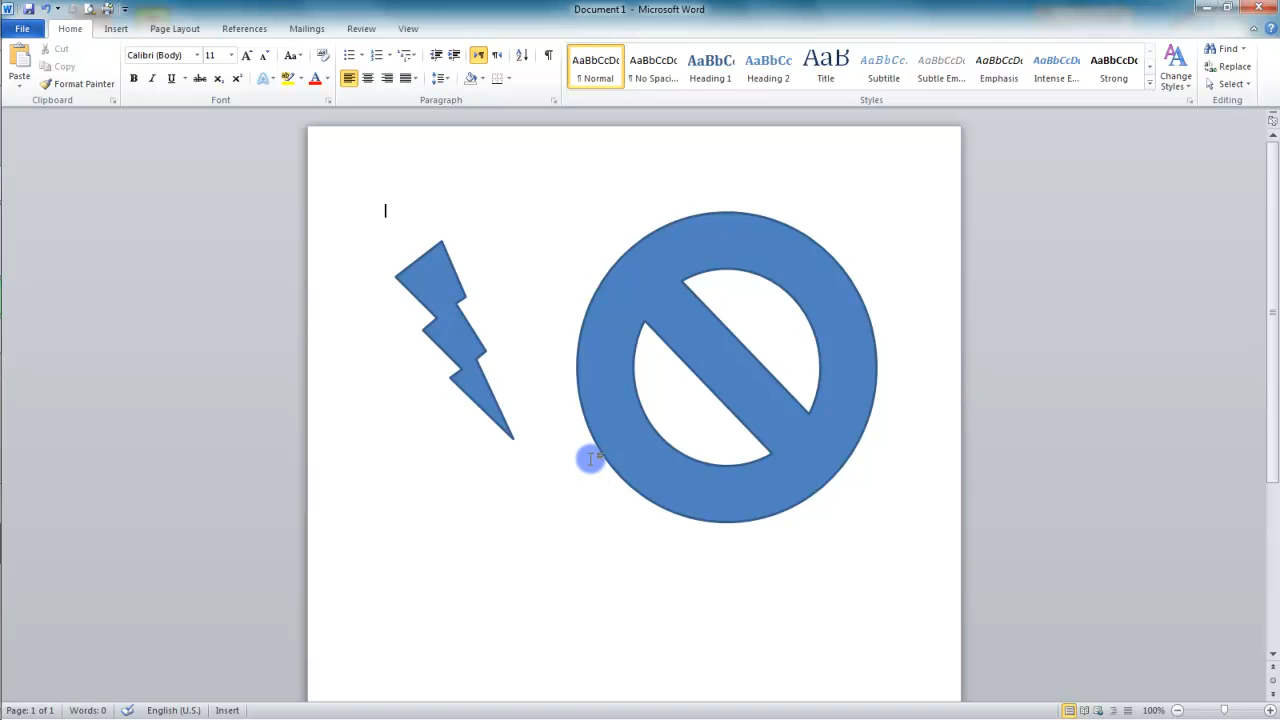 Document 1 - Microsoft Word
File Home Insert Page Layout References Mailings Review View
Paste
Cut
Copy
Format Painter
Clipboard
Calibri (Body) 11
Font
Paragraph
AaBbCcDc AaBbCcDc AaBbC AaBbCc AaB AaBbCc. AaBbCcDc AaBbCcDc AaBbCcDc AaBbCcDc
¶ Normal ¶ No Spaci... Heading 1 Heading 2 Title Subtitle Subtle Em... Emphasis Intense E... Strong
Styles
Change
Styles
Find
Replace
Select
Editing
Page: 1 of 1 Words: 0 English (U.S.) Insert 100%